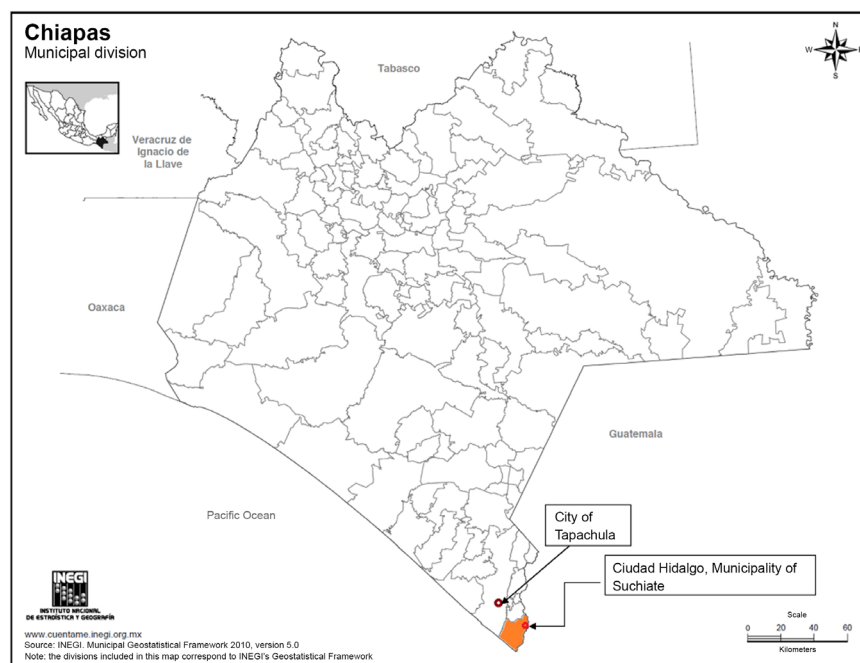 Chiapas
Municipal division
N
W
E
S
Tabasco
Veracruz de
Ignacio de
la Llave
Oaxaca
Guatemala
Pacific Ocean
City of
Tapachula
Ciudad Hidalgo, Municipality of
Suchiate
INEGI
INSTITUTO NACIONAL
DE ESTADÍSTICA Y GEOGRAFÍA
www.cuentame.inegi.org.mx
Source: INEGI. Municipal Geostatistical Framework 2010, version 5.0
Note: the divisions included in this map correspond to INEGI's Geostatistical Framework
Scale
0 20 40 60
Kilometers